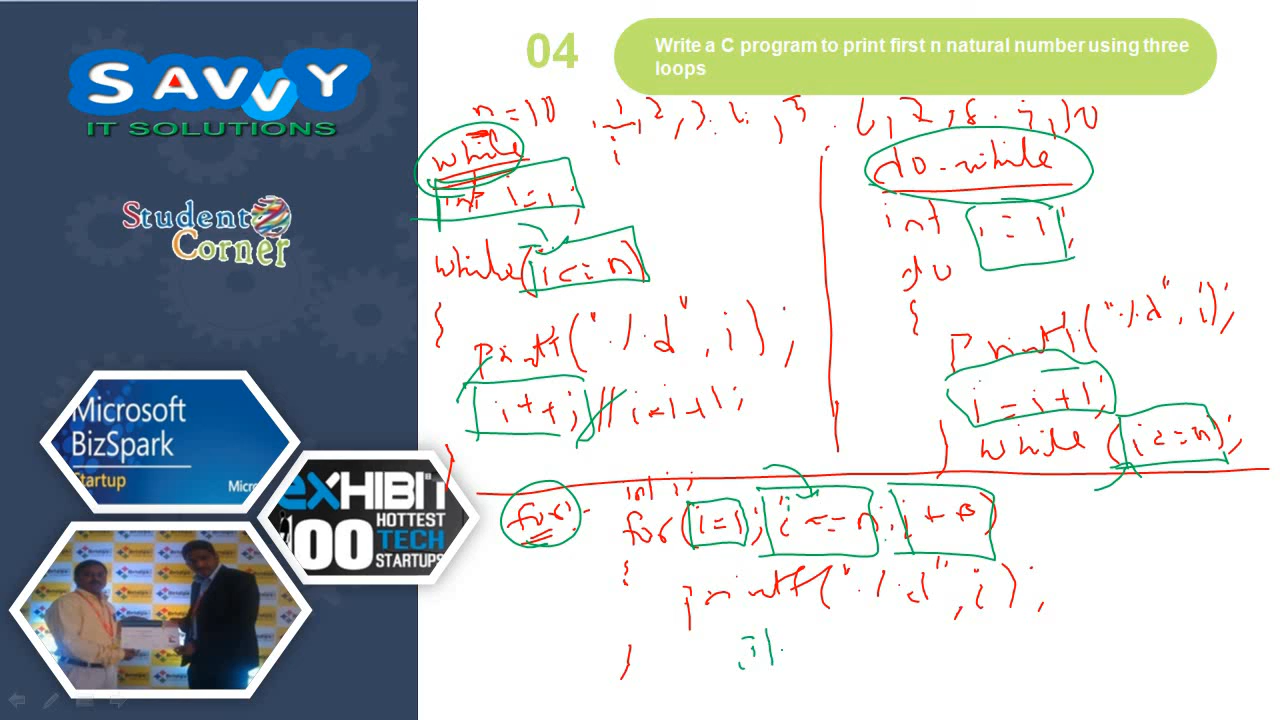 SAVVY
IT SOLUTIONS
Student
Corner
Microsoft
BizSpark
Startup
Micros
eXHIBIT
100 HOTTEST
TECH
STARTUPS
04
Write a C program to print first n natural number using three
loops
n=10 1, 2, 3, 4, 5, 6, 7, 8, 9, 10
i
while
int i=1;
while(i<=n)
{
printf("%d", i);
i++; // i=i+1;
}
do-while
int i=1;
do
{
printf("%d", i);
i=i+1;
} while (i<=n);
for:-
int i;
for(i=1; i<=n; i++)
{
printf("%d", i);
}